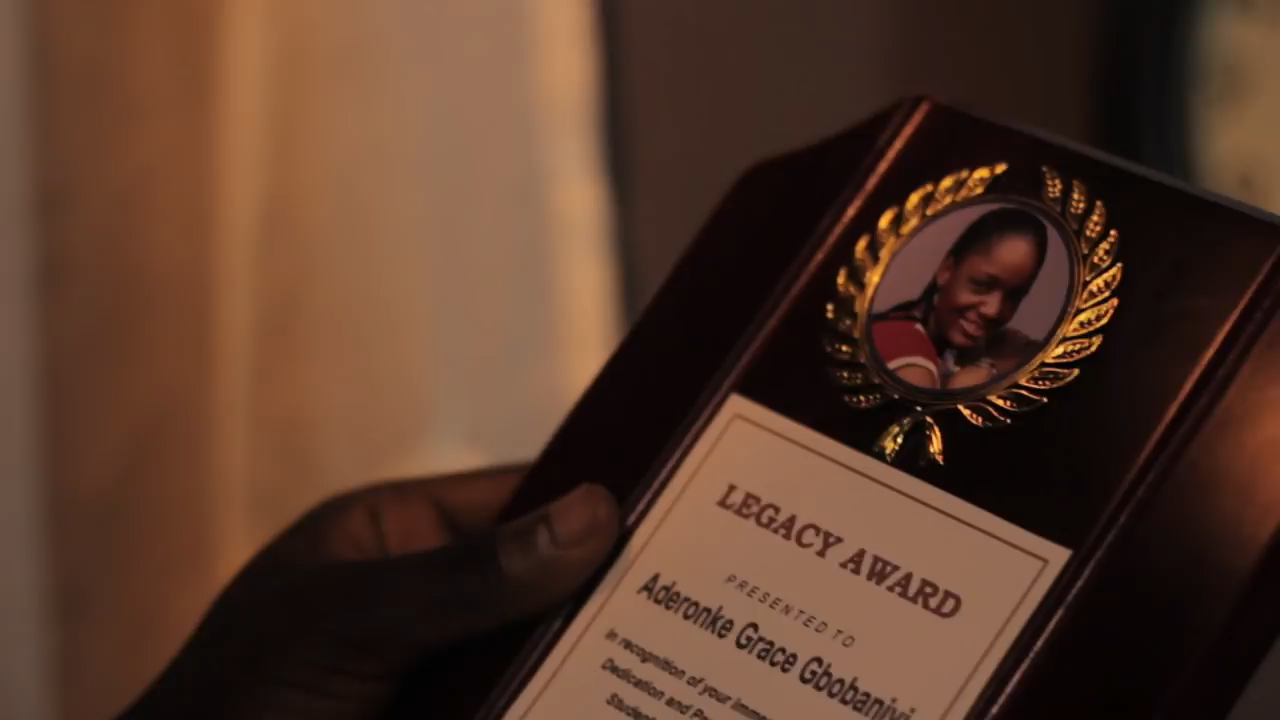 LEGACY AWARD
PRESENTED TO
Aderonke Grace Gbobaniyi
In recognition of your
Dedication and